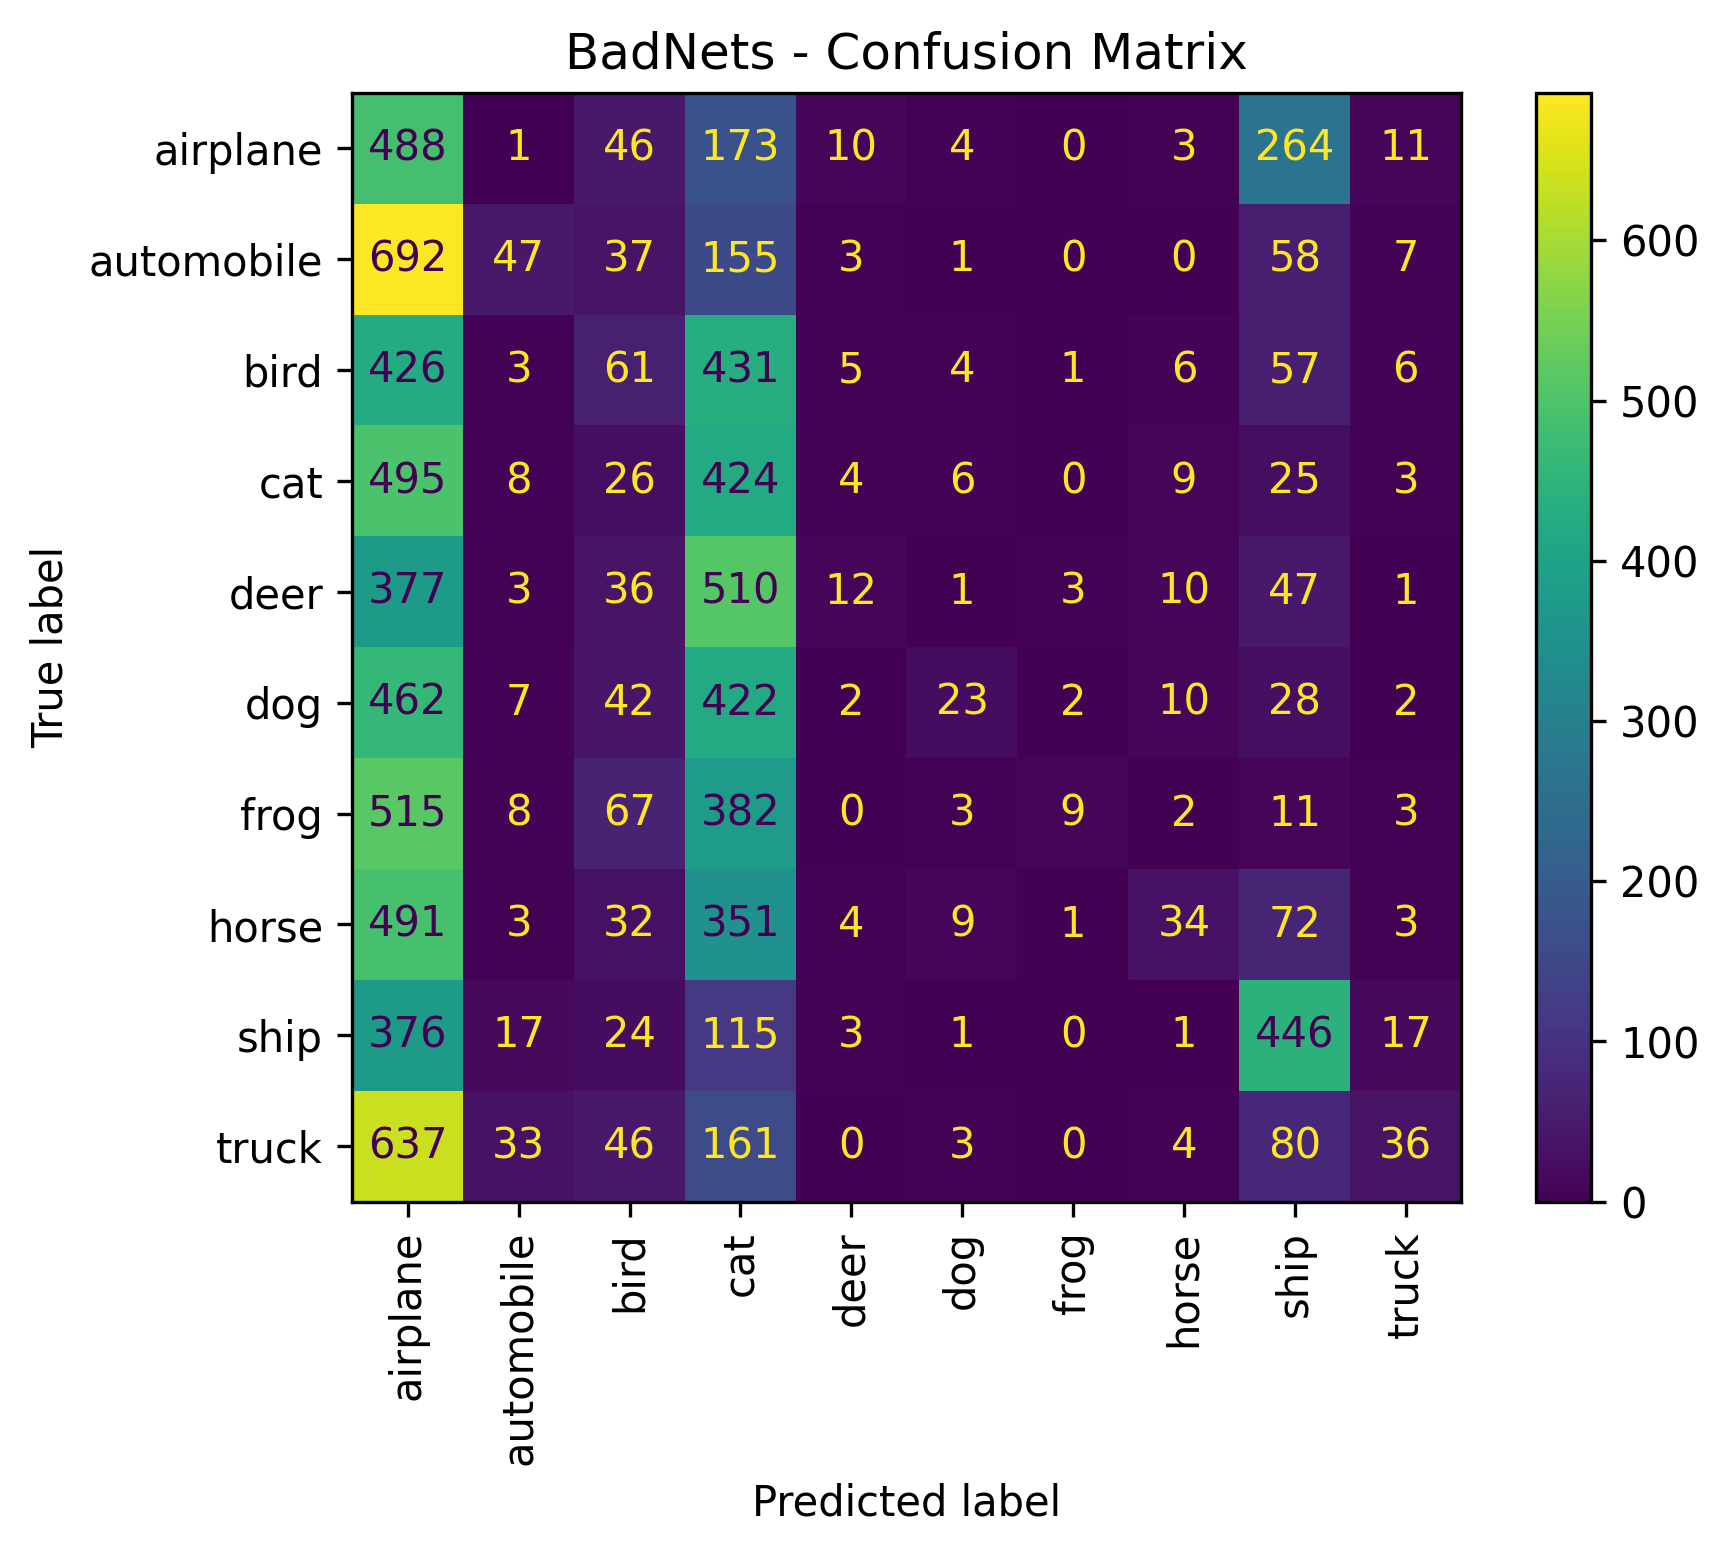 BadNets - Confusion Matrix
airplane 488 1 46 173 10 4 0 3 264 11
automobile 692 47 37 155 3 1 0 0 58 7
bird 426 3 61 431 5 4 1 6 57 6
cat 495 8 26 424 4 6 0 9 25 3
deer 377 3 36 510 12 1 3 10 47 1
dog 462 7 42 422 2 23 2 10 28 2
frog 515 8 67 382 0 3 9 2 11 3
horse 491 3 32 351 4 9 1 34 72 3
ship 376 17 24 115 3 1 0 1 446 17
truck 637 33 46 161 0 3 0 4 80 36
True label
airplane automobile bird cat deer dog frog horse ship truck
Predicted label
600
500
400
300
200
100
0